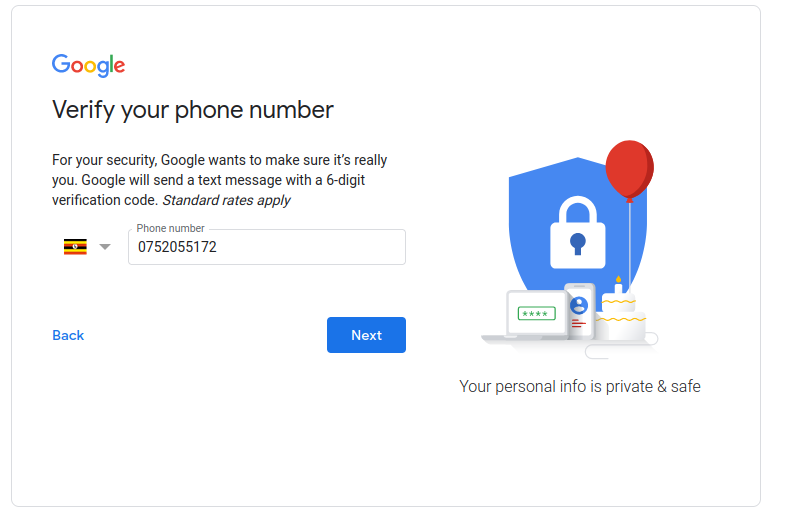 Google
Verify your phone number
For your security, Google wants to make sure it's really
you. Google will send a text message with a 6-digit
verification code. Standard rates apply
Phone number
0752055172
Back
Next
****
Your personal info is private & safe